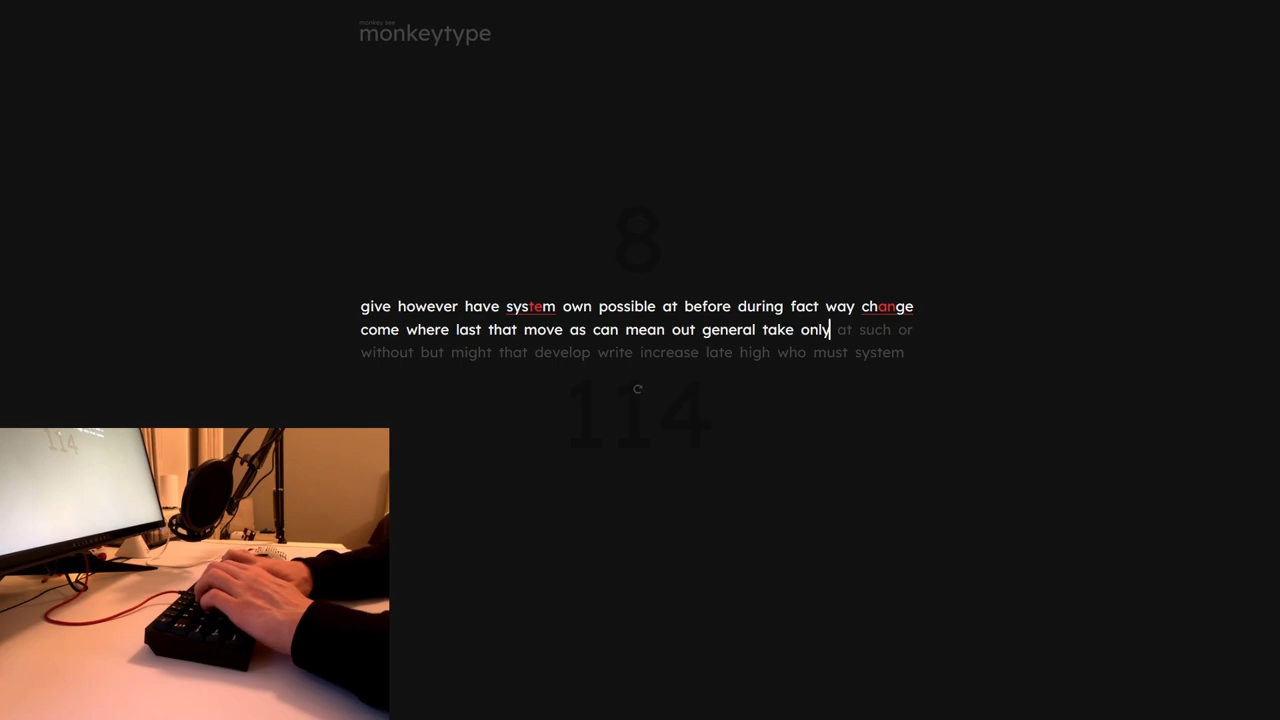 monkey see
monkeytype
8
give however have system own possible at before during fact way change
come where last that move as can mean out general take only at such or
without but might that develop write increase late high who must system
114
114